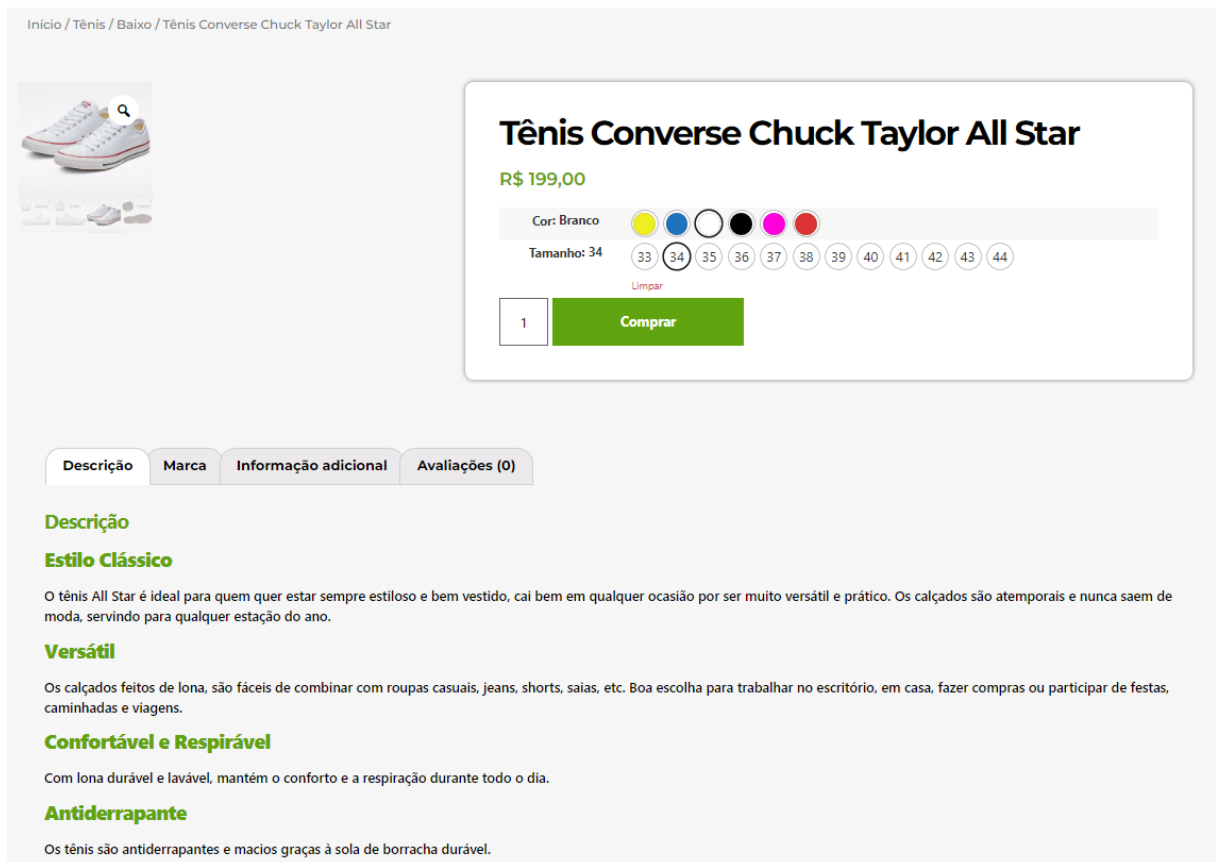 Início / Tênis / Baixo / Tênis Converse Chuck Taylor All Star
Tênis Converse Chuck Taylor All Star
R$ 199,00
Cor: Branco
Tamanho: 34
33 34 35 36 37 38 39 40 41 42 43 44
Limpar
1 Comprar
Descrição Marca Informação adicional Avaliações (0)
Descrição
Estilo Clássico
O tênis All Star é ideal para quem quer estar sempre estiloso e bem vestido, cai bem em qualquer ocasião por ser muito versátil e prático. Os calçados são atemporais e nunca saem de
moda, servindo para qualquer estação do ano.
Versátil
Os calçados feitos de lona, são fáceis de combinar com roupas casuais, jeans, shorts, saias, etc. Boa escolha para trabalhar no escritório, em casa, fazer compras ou participar de festas,
caminhadas e viagens.
Confortável e Respirável
Com lona durável e lavável, mantém o conforto e a respiração durante todo o dia.
Antiderrapante
Os tênis são antiderrapantes e macios graças à sola de borracha durável.